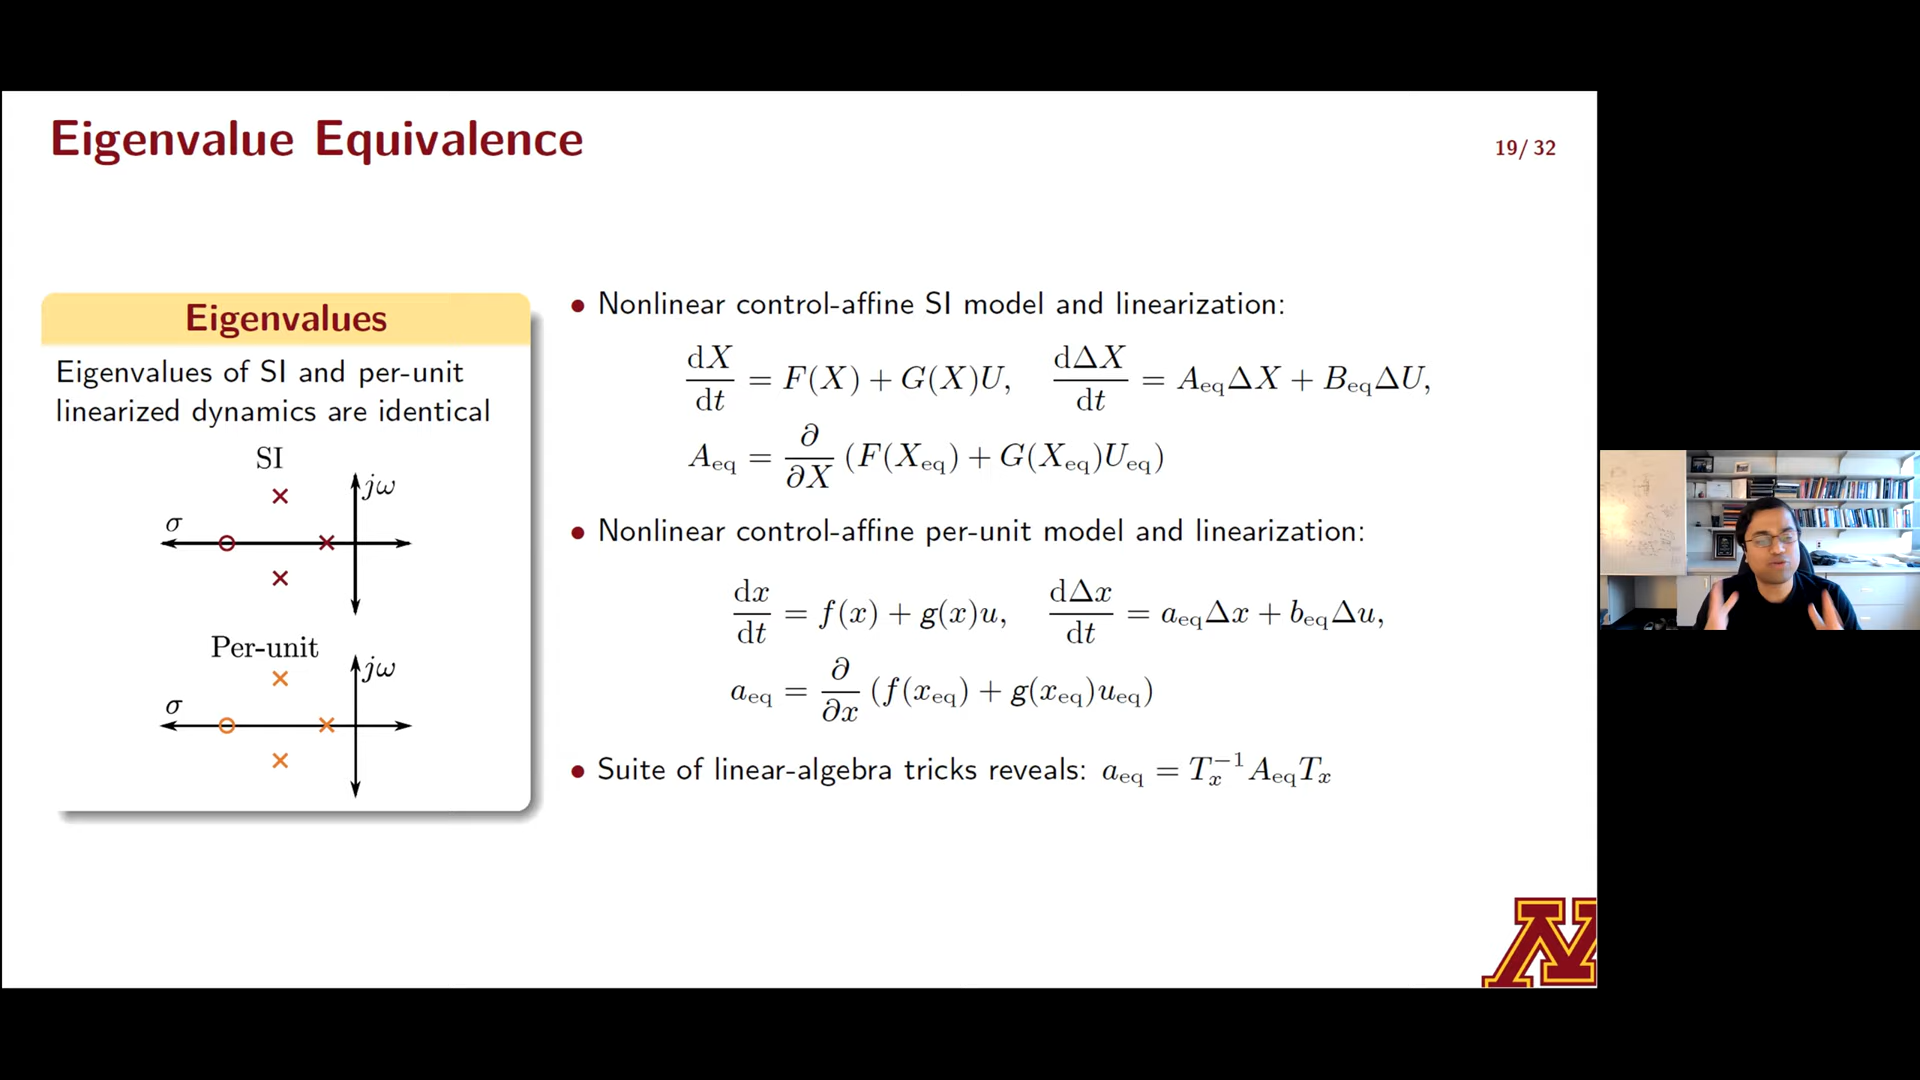 Eigenvalue Equivalence
19/ 32
Eigenvalues
Eigenvalues of SI and per-unit
linearized dynamics are identical
SI
jω
σ
Per-unit
jω
σ
• Nonlinear control-affine SI model and linearization:
dX/dt = F(X) + G(X)U, dΔX/dt = A_eq ΔX + B_eq ΔU,
A_eq = ∂/∂X (F(X_eq) + G(X_eq)U_eq)
• Nonlinear control-affine per-unit model and linearization:
dx/dt = f(x) + g(x)u, dΔx/dt = a_eq Δx + b_eq Δu,
a_eq = ∂/∂x (f(x_eq) + g(x_eq)u_eq)
• Suite of linear-algebra tricks reveals: a_eq = T_x^{-1} A_eq T_x